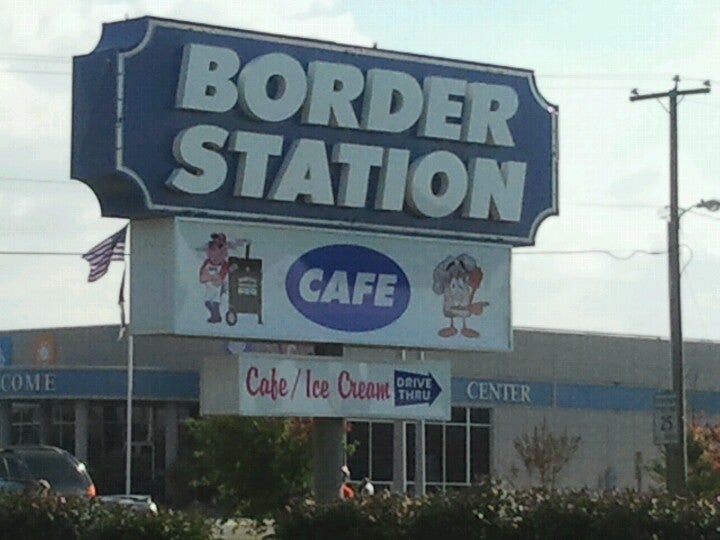 BORDER
STATION
CAFE
Cafe/Ice Cream
DRIVE
THRU
COME
CENTER
25